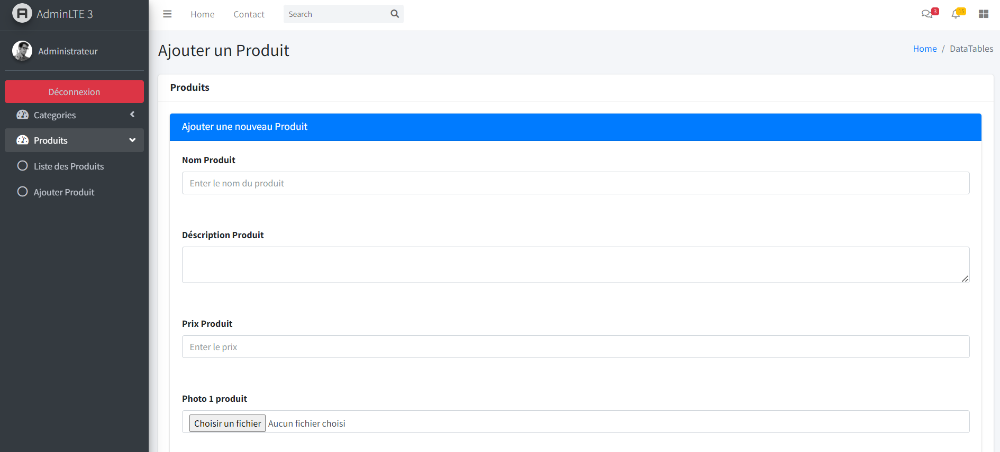 AdminLTE 3
Home
Contact
Search
3
15
Administrateur
Ajouter un Produit
Home / DataTables
Déconnexion
Categories
Produits
Liste des Produits
Ajouter Produit
Produits
Ajouter une nouveau Produit
Nom Produit
Enter le nom du produit
Déscription Produit
Prix Produit
Enter le prix
Photo 1 produit
Choisir un fichier Aucun fichier choisi